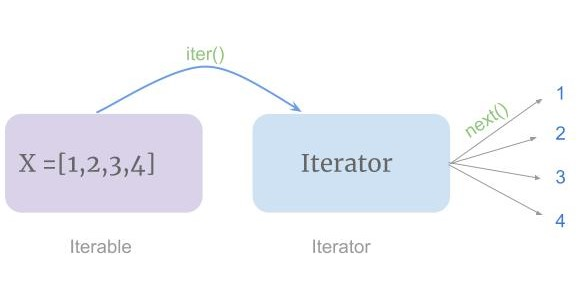 iter()
X =[1,2,3,4]
Iterator
next()
1
2
3
4
Iterable
Iterator